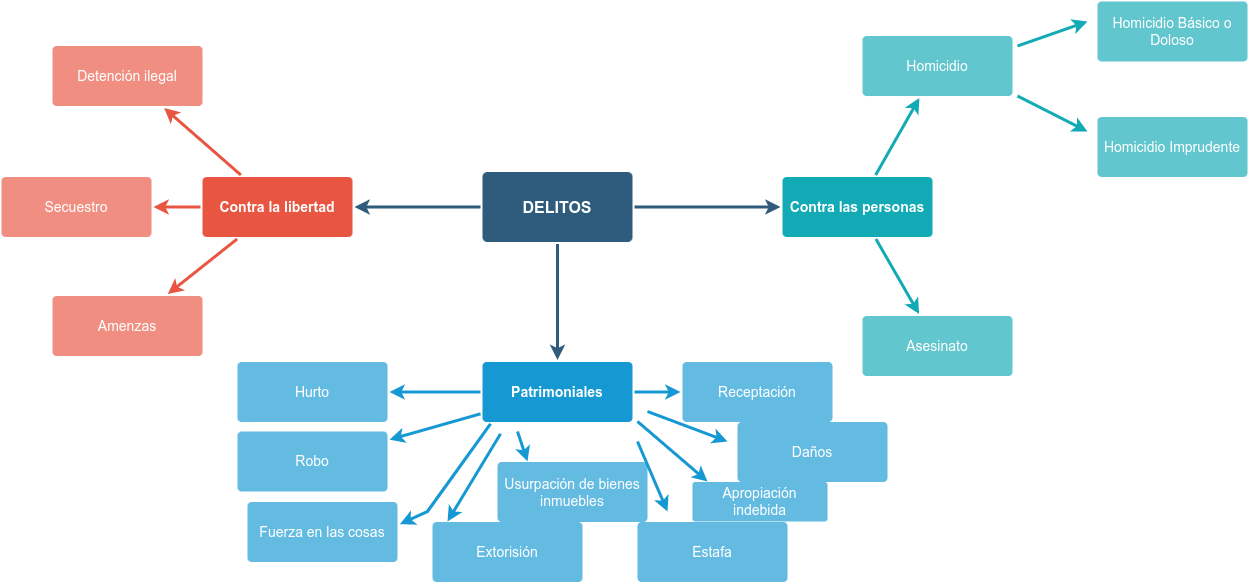 Homicidio Básico o
Doloso
Homicidio
Detención ilegal
Homicidio Imprudente
Secuestro
Contra la libertad
DELITOS
Contra las personas
Amenzas
Asesinato
Hurto
Patrimoniales
Receptación
Robo
Daños
Usurpación de bienes
inmuebles
Apropiación
indebida
Fuerza en las cosas
Extorisión
Estafa